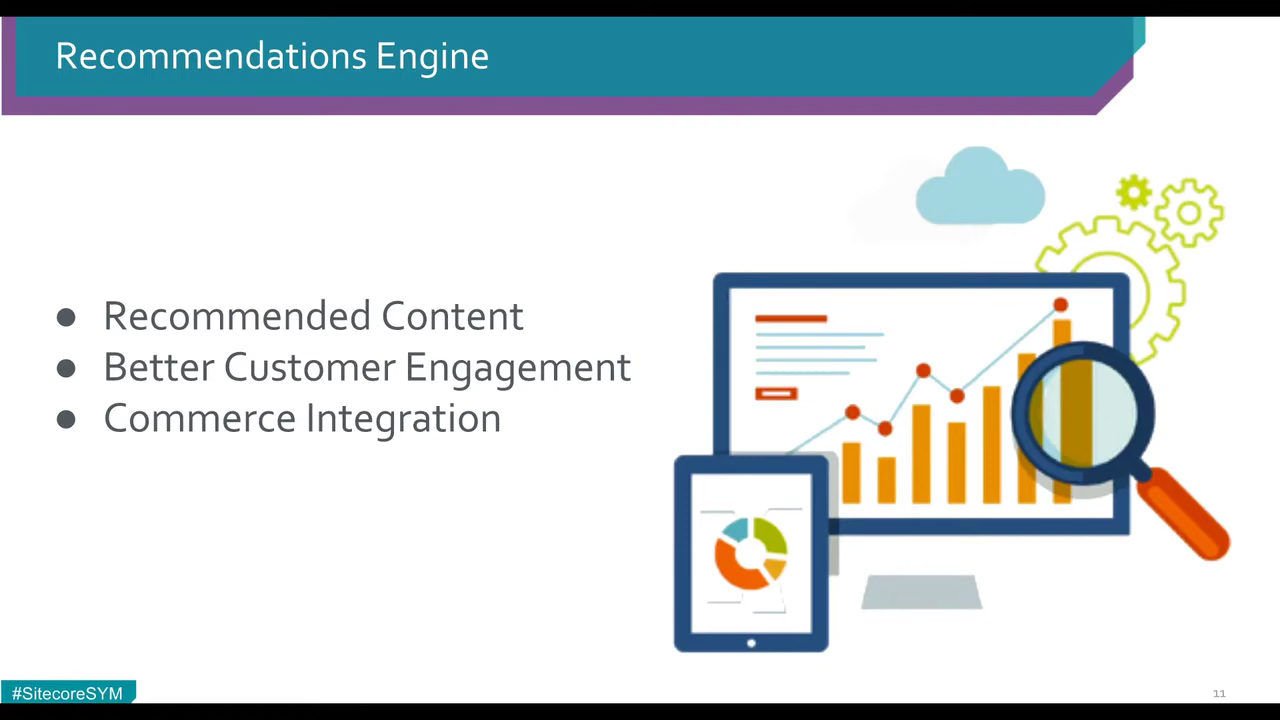 Recommendations Engine
● Recommended Content
● Better Customer Engagement
● Commerce Integration
#SitecoreSYM
11